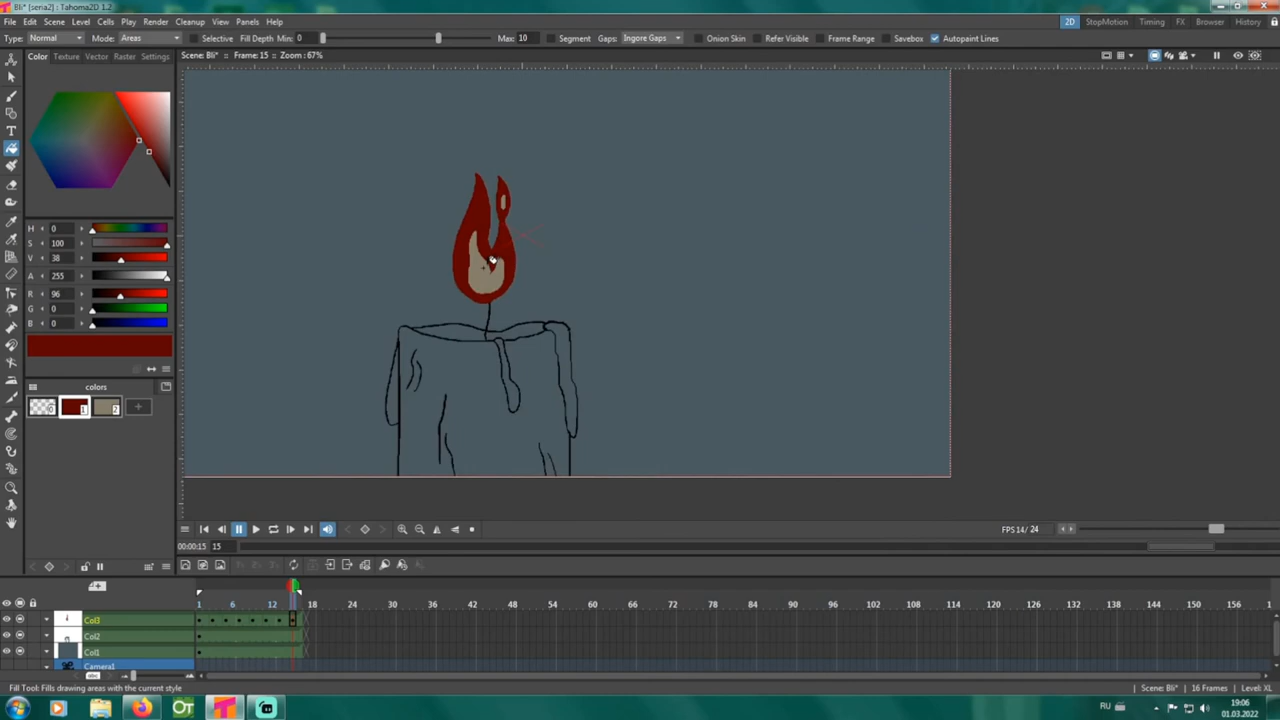 Bli* [seria2] : Tahoma2D 1.2
File Edit Scene Level Cells Play Render Cleanup View Panels Help
2D StopMotion Timing FX Browser History
Type: Normal Mode: Areas Selective Fill Depth Min: 0 Max: 10 Segment Gaps: Ingore Gaps Onion Skin Refer Visible Frame Range Savebox Autopaint Lines
Color Texture Vector Raster Settings
Scene: Bli* :: Frame: 15 :: Zoom : 67%
H 0
S 100
V 38
A 255
R 96
G 0
B 0
colors
0 1 2 +
FPS 14 / 24
00:00:15 15
1 6 12 18 24 30 36 42 48 54 60 66 72 78 84 90 96 102 108 114 120 126 132 138 144 150 156 1
Col3
Col2
Col1
Camera1
abc
Fill Tool: Fills drawing areas with the current style
Scene: Bli* | 16 Frames | Level: XL
RU
19:06
01.03.2022